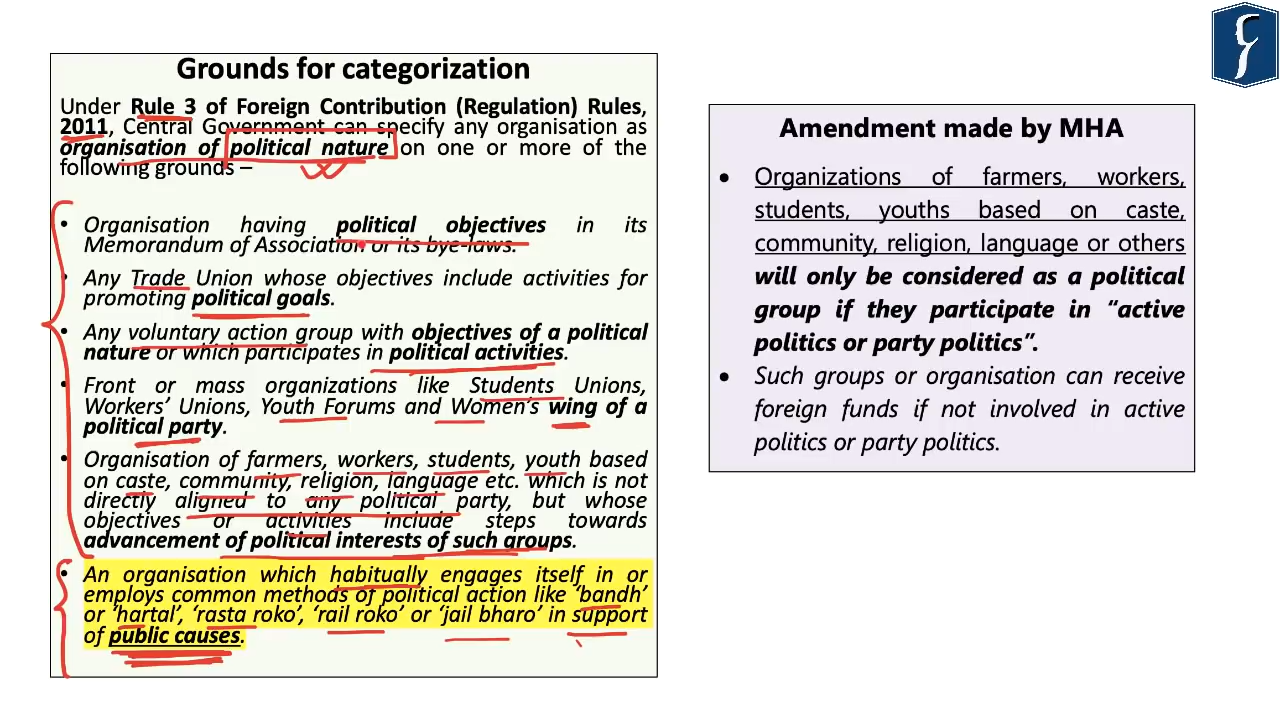 Grounds for categorization
Under Rule 3 of Foreign Contribution (Regulation) Rules,
2011, Central Government can specify any organisation as
organisation of political nature on one or more of the
following grounds –
• Organisation having political objectives in its
Memorandum of Association or its bye-laws.
• Any Trade Union whose objectives include activities for
promoting political goals.
• Any voluntary action group with objectives of a political
nature or which participates in political activities.
• Front or mass organizations like Students Unions,
Workers’ Unions, Youth Forums and Women’s wing of a
political party.
• Organisation of farmers, workers, students, youth based
on caste, community, religion, language etc. which is not
directly aligned to any political party, but whose
objectives or activities include steps towards
advancement of political interests of such groups.
• An organisation which habitually engages itself in or
employs common methods of political action like ‘bandh’
or ‘hartal’, ‘rasta roko’, ‘rail roko’ or ‘jail bharo’ in support
of public causes.
Amendment made by MHA
• Organizations of farmers, workers,
students, youths based on caste,
community, religion, language or others
will only be considered as a political
group if they participate in “active
politics or party politics”.
• Such groups or organisation can receive
foreign funds if not involved in active
politics or party politics.